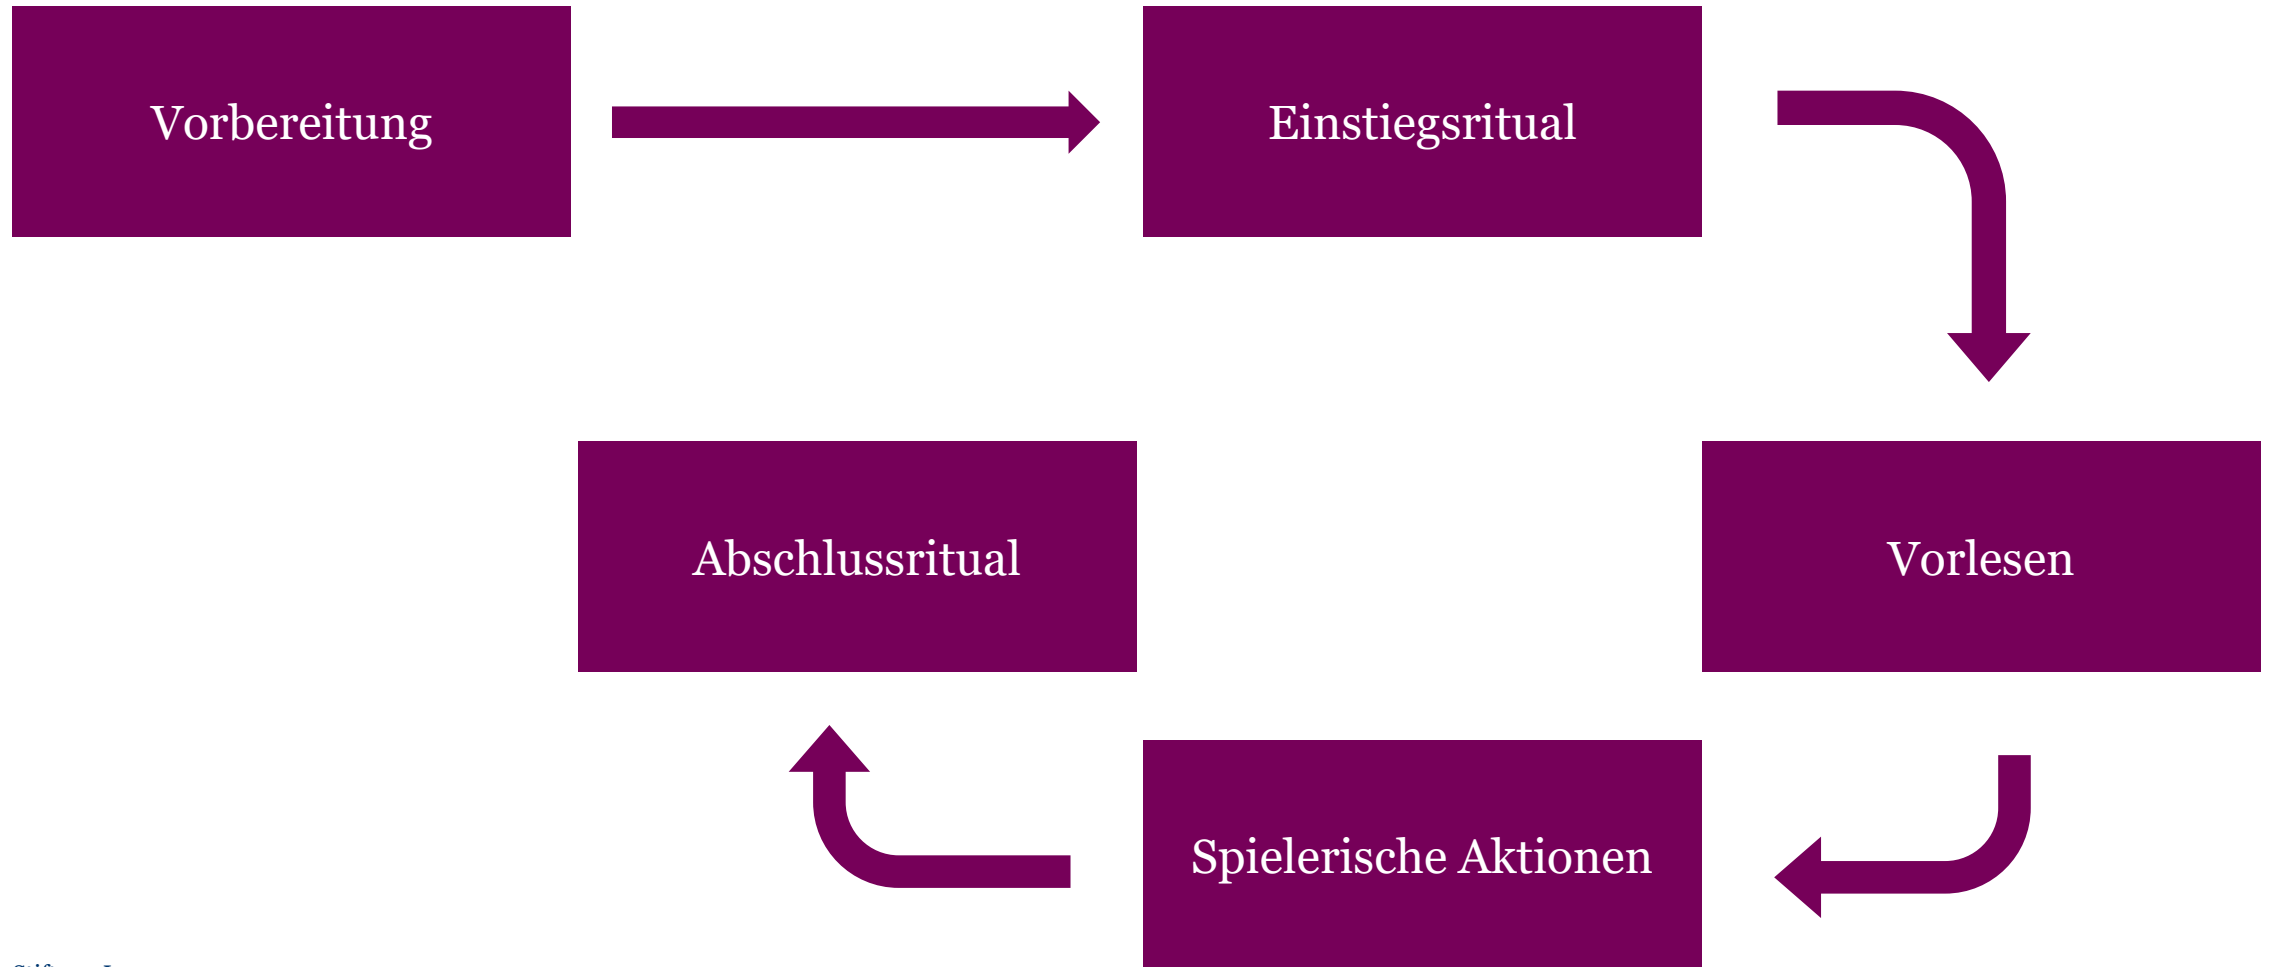 Vorbereitung
Einstiegsritual
Vorlesen
Spielerische Aktionen
Abschlussritual